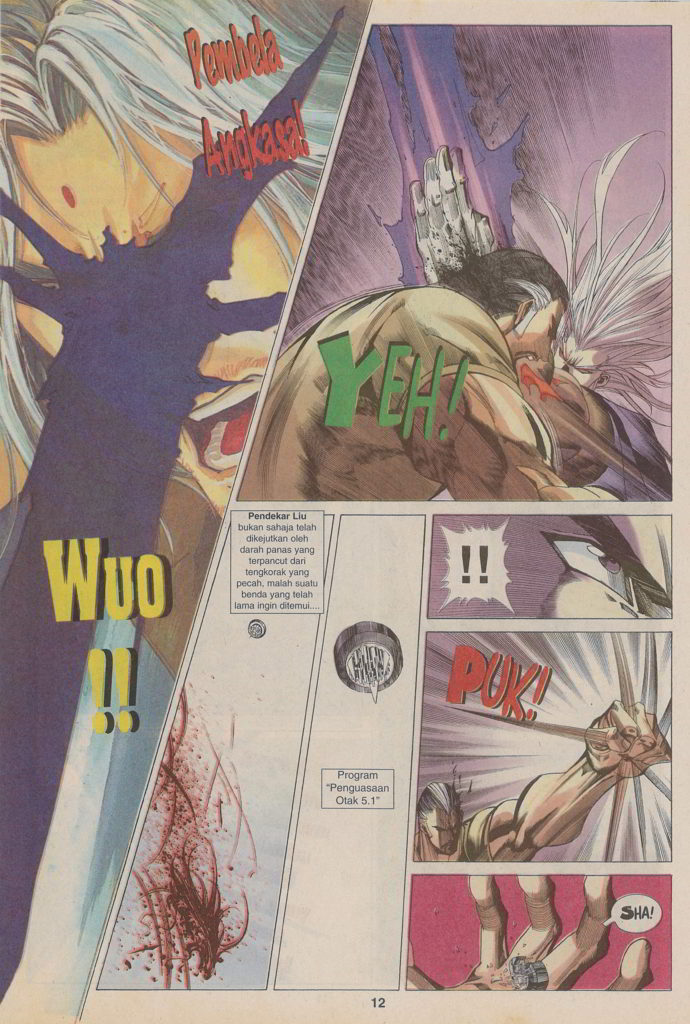 Pembela
Angkasa!
YEH!
WUO
!!
Pendekar Liu
bukan sahaja telah
dikejutkan oleh
darah panas yang
terpancut dari
tengkorak yang
pecah, malah suatu
benda yang telah
lama ingin ditemui....
Program
"Penguasaan
Otak 5.1"
!!
PUK!
SHA!
12